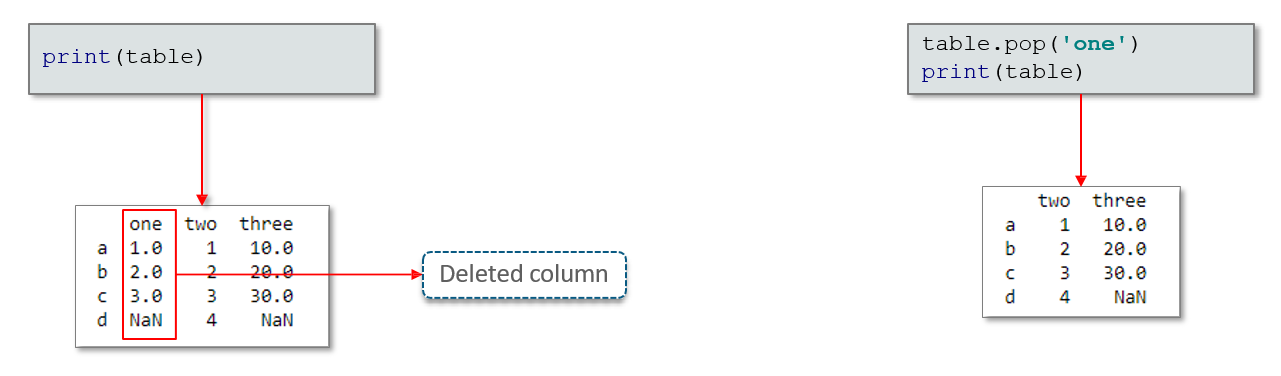 print(table)
one two three
a 1.0 1 10.0
b 2.0 2 20.0
c 3.0 3 30.0
d NaN 4 NaN
Deleted column
table.pop('one')
print(table)
two three
a 1 10.0
b 2 20.0
c 3 30.0
d 4 NaN